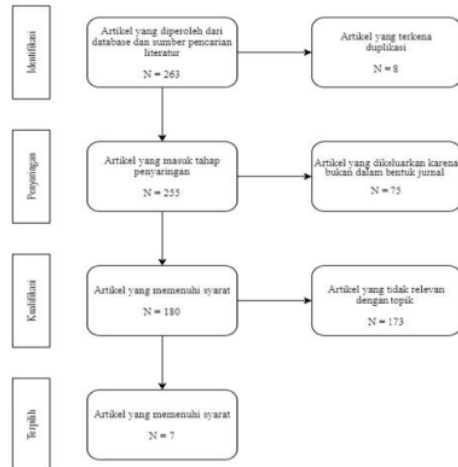 Identifikasi
Artikel yang diperoleh dari
database dan sumber pencarian
literatur
N = 263
Artikel yang terkena
duplikasi
N = 8
Penyaringan
Artikel yang masuk tahap
penyaringan
N = 255
Artikel yang dikeluarkan karena
bukan dalam bentuk jurnal
N = 75
Kualifikasi
Artikel yang memenuhi syarat
N = 180
Artikel yang tidak relevan
dengan topik
N = 173
Terpilih
Artikel yang memenuhi syarat
N = 7